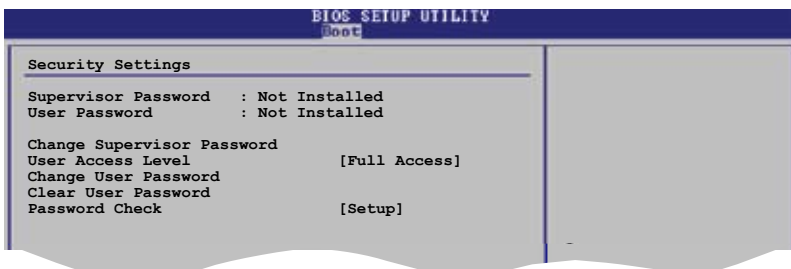 BIOS SETUP UTILITY
Boot
Security Settings
Supervisor Password : Not Installed
User Password : Not Installed
Change Supervisor Password
User Access Level [Full Access]
Change User Password
Clear User Password
Password Check [Setup]